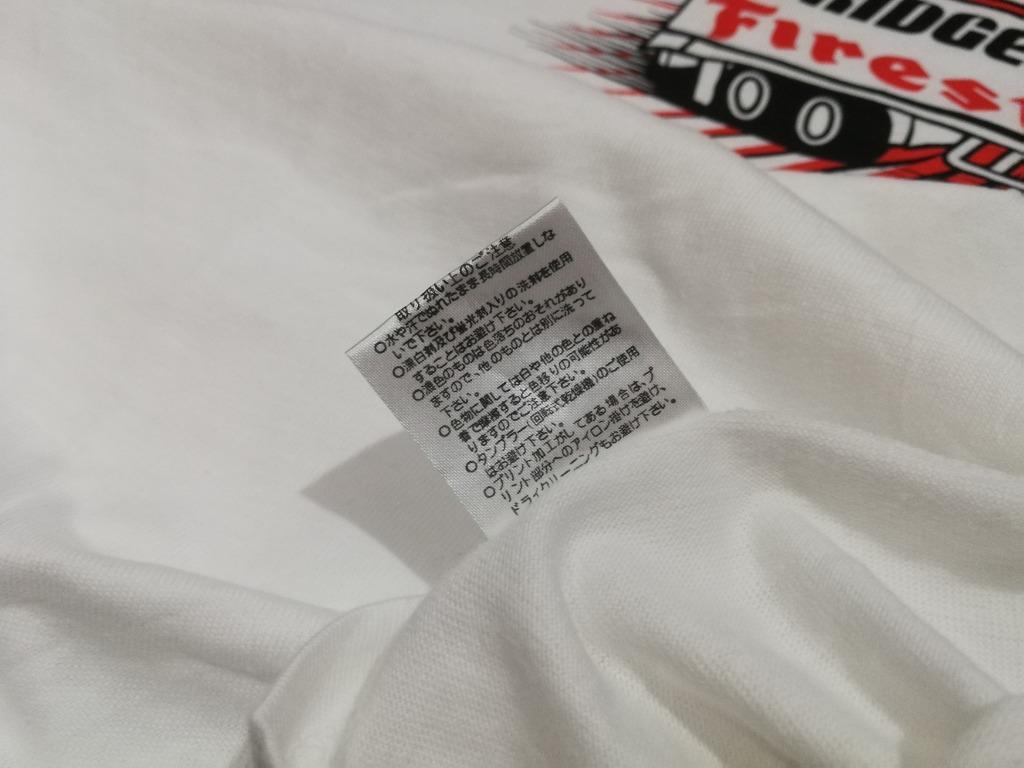 RIDGE
Firest
100
取り扱い上のご注意
○水や汗でぬれたまま長時間放置しな
いで下さい。
○漂白剤及び蛍光剤入りの洗剤を使用
することはお避け下さい。
○濃色のものは色落ちのおそれがあり
ますので、他のものとは別に洗って
下さい。
○色物に関しては白や他の色との重ね
着で摩擦すると色移りの可能性があ
りますのでご注意下さい。
○タンブラー(回転式乾燥機)のご使用
はお避け下さい。
○プリント加工がしてある場合は、プ
リント部分へのアイロン掛けを避け、
ドライクリーニングもお避け下さい。